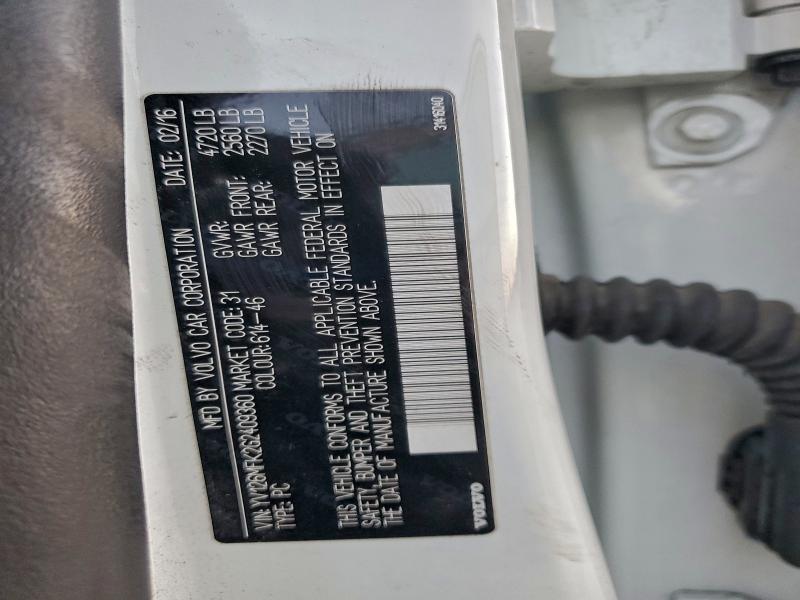 MFD BY VOLVO CAR CORPORATION DATE: 02/16
VIN: YV126MFK2G2409360 MARKET CODE: 31 GVWR: 4720 LB
TYPE: PC COLOUR:614-46 GAWR FRONT: 2560 LB
GAWR REAR: 2270 LB
THIS VEHICLE CONFORMS TO ALL APPLICABLE FEDERAL MOTOR VEHICLE
SAFETY, BUMPER AND THEFT PREVENTION STANDARDS IN EFFECT ON
THE DATE OF MANUFACTURE SHOWN ABOVE.
VOLVO 31416040